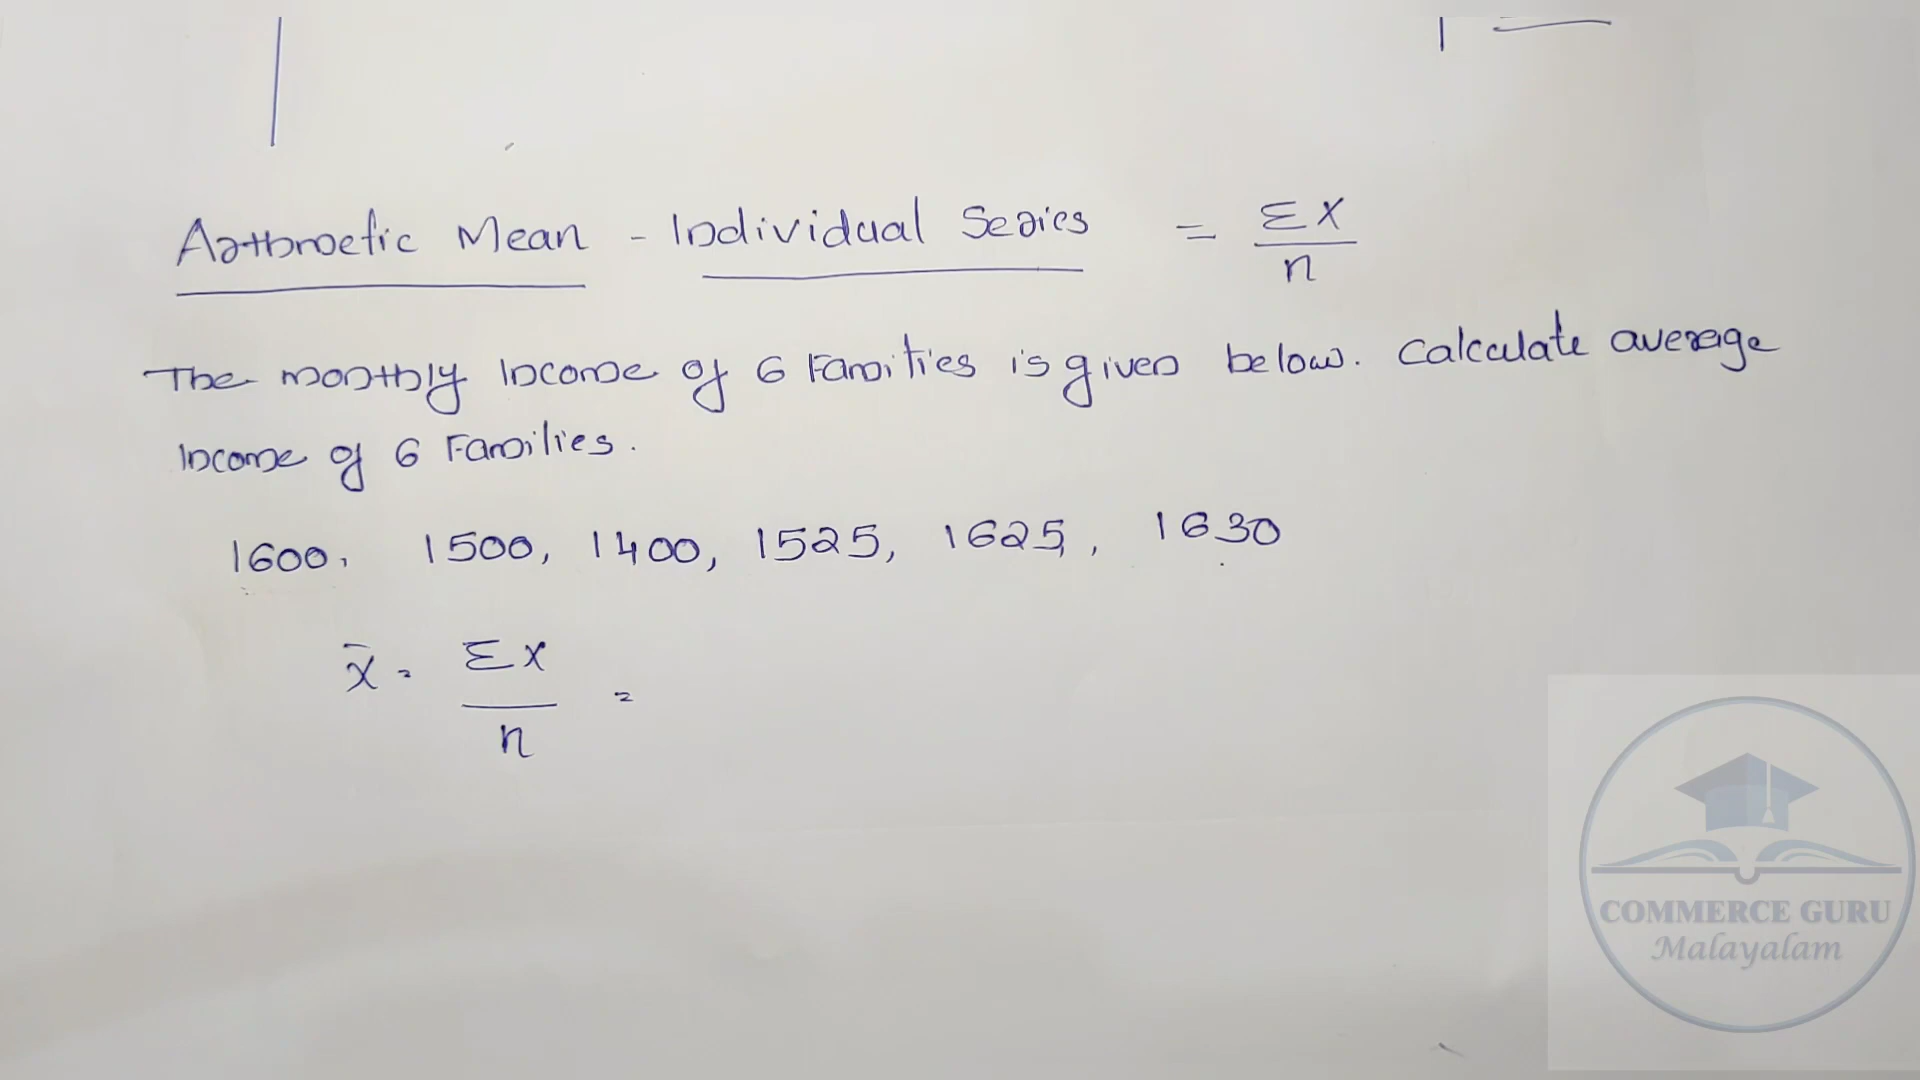 Arithmetic Mean - Individual Series = ΣX / n
The monthly Income of 6 Families is given below. Calculate average
Income of 6 Families.
1600, 1500, 1400, 1525, 1625, 1630
x̄ = Σx / n =
COMMERCE GURU
Malayalam